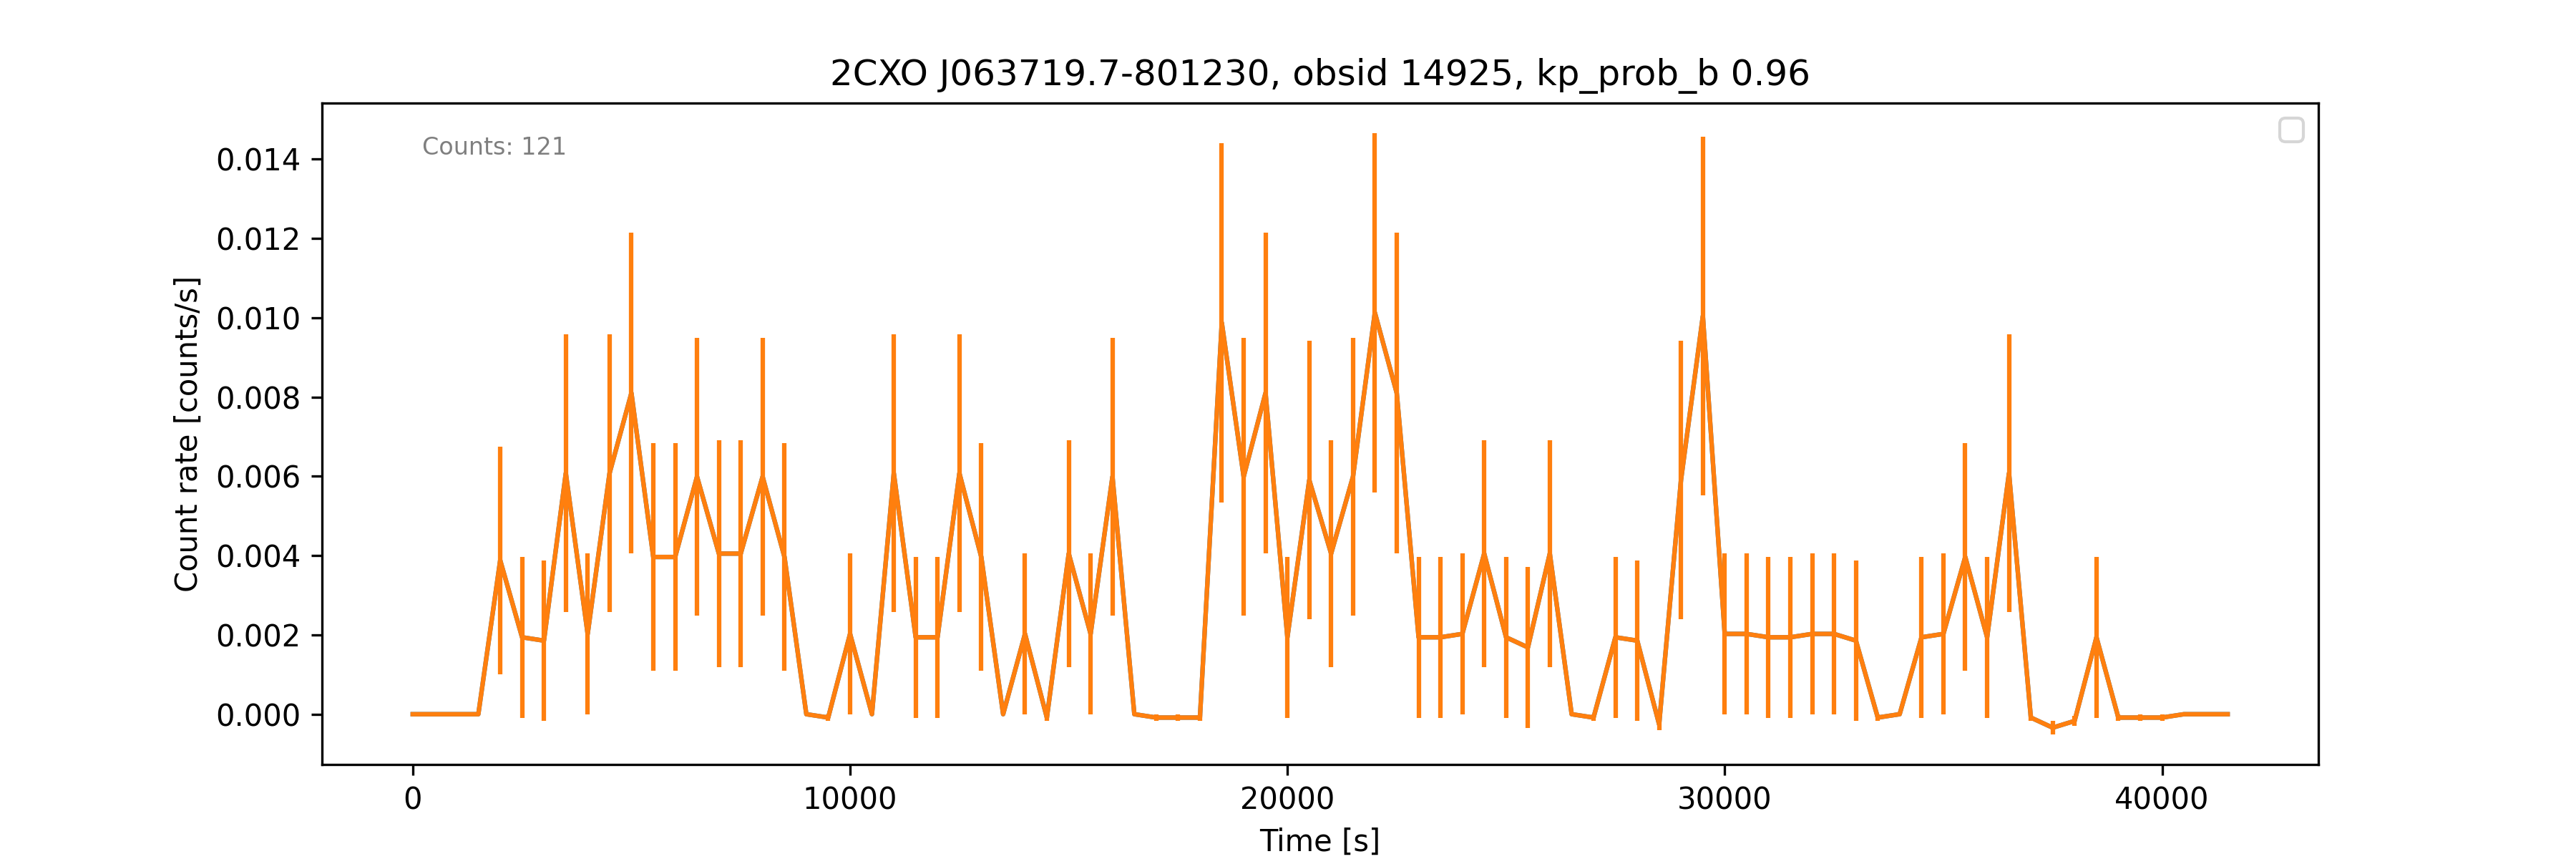 2CXO J063719.7-801230, obsid 14925, kp_prob_b 0.96
Counts: 121
0.014
0.012
0.010
0.008
0.006
0.004
0.002
0.000
Count rate [counts/s]
0 10000 20000 30000 40000
Time [s]